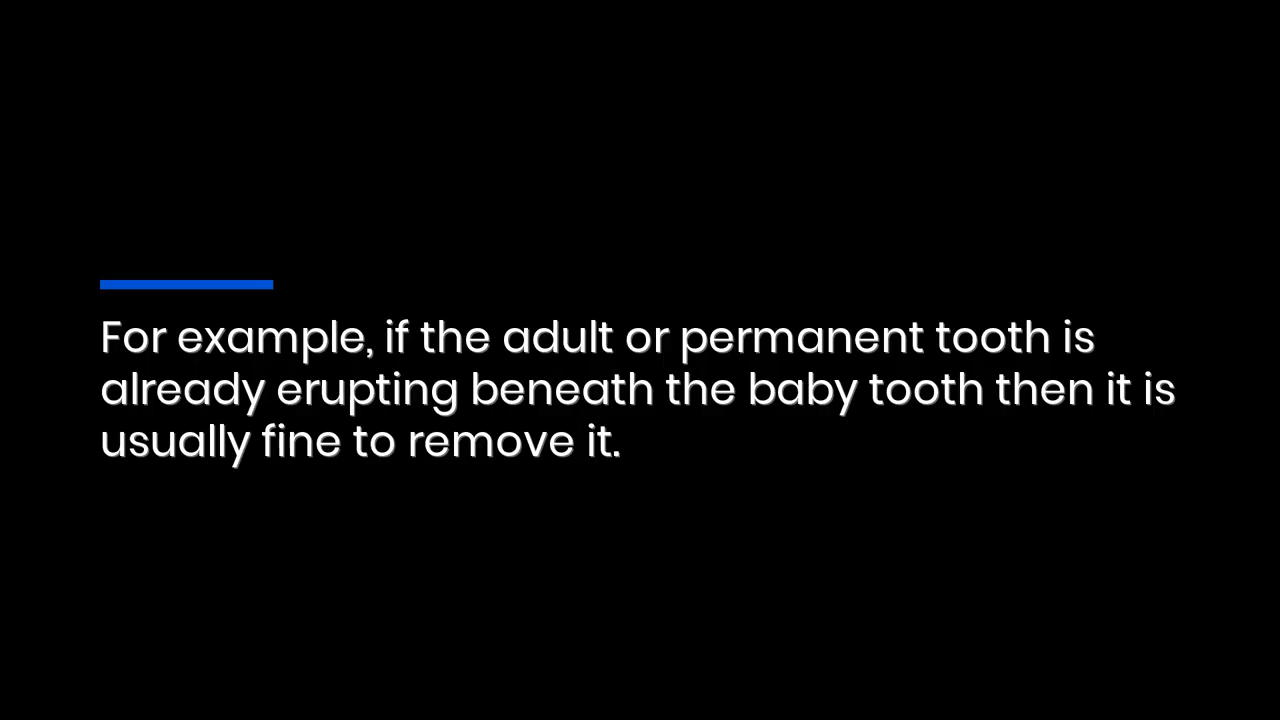 For example, if the adult or permanent tooth is
already erupting beneath the baby tooth then it is
usually fine to remove it.